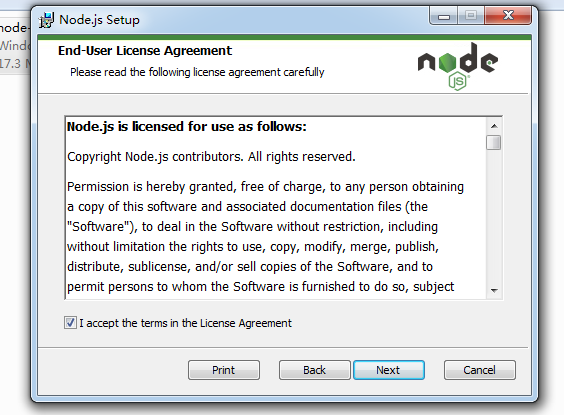 Node.js Setup
node-
Windo
17.3 M
End-User License Agreement
Please read the following license agreement carefully
node
JS
Node.js is licensed for use as follows:
Copyright Node.js contributors. All rights reserved.
Permission is hereby granted, free of charge, to any person obtaining
a copy of this software and associated documentation files (the
"Software"), to deal in the Software without restriction, including
without limitation the rights to use, copy, modify, merge, publish,
distribute, sublicense, and/or sell copies of the Software, and to
permit persons to whom the Software is furnished to do so, subject
I accept the terms in the License Agreement
Print
Back
Next
Cancel